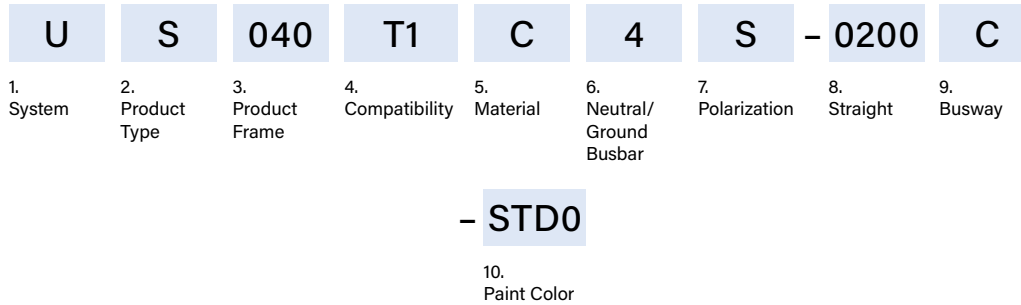 U S 040 T1 C 4 S – 0200 C
1. 2. 3. 4. 5. 6. 7. 8. 9.
System Product Product Compatibility Material Neutral/ Polarization Straight Busway
Type Frame Ground
Busbar
– STD0
10.
Paint Color